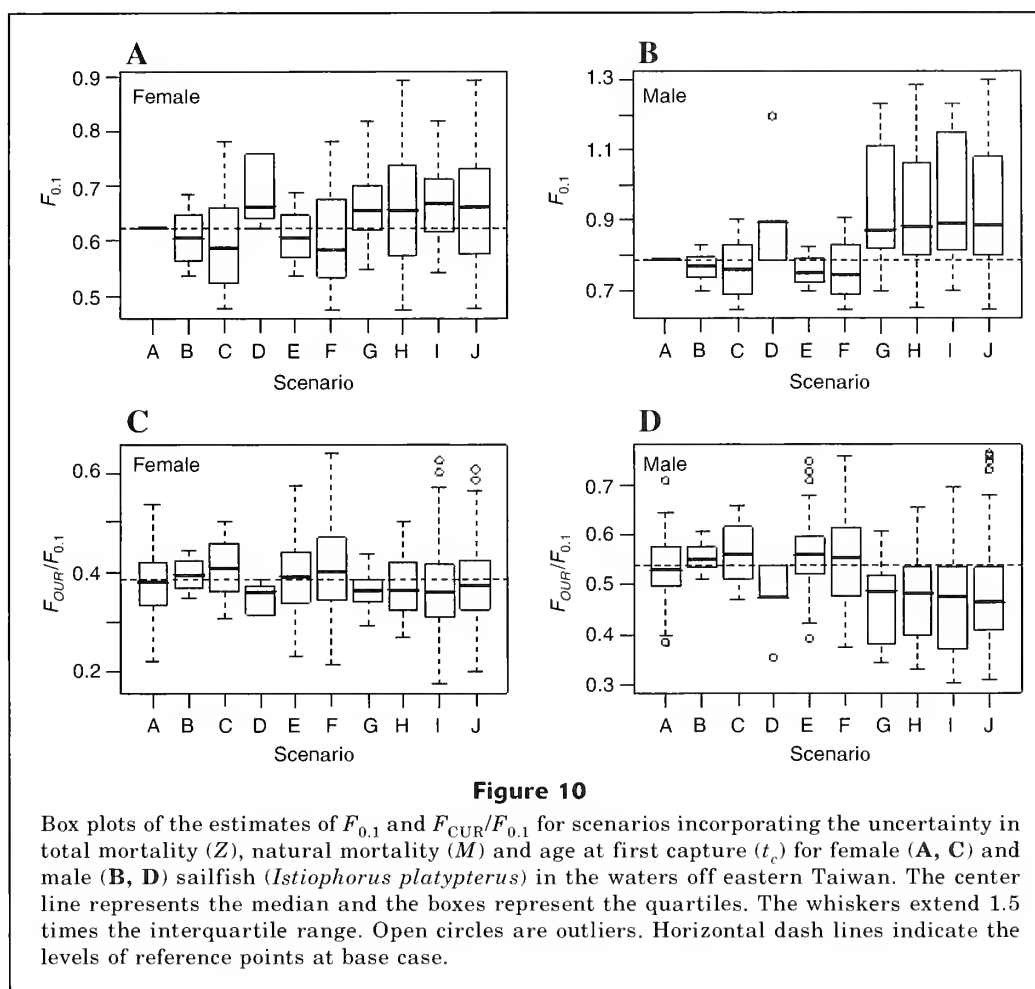 A
Female
0.9
0.8
0.7
0.6
0.5
F0.1
A B C D E F G H I J
Scenario
B
Male
1.3
1.1
0.9
0.7
F0.1
A B C D E F G H I J
Scenario
C
Female
0.6
0.4
0.2
FOUR/F0.1
A B C D E F G H I J
Scenario
D
Male
0.7
0.6
0.5
0.4
0.3
FOUR/F0.1
A B C D E F G H I J
Scenario
Figure 10
Box plots of the estimates of F0.1 and FCUR/F0.1 for scenarios incorporating the uncertainty in
total mortality (Z), natural mortality (M) and age at first capture (tc) for female (A, C) and
male (B, D) sailfish (Istiophorus platypterus) in the waters off eastern Taiwan. The center
line represents the median and the boxes represent the quartiles. The whiskers extend 1.5
times the interquartile range. Open circles are outliers. Horizontal dash lines indicate the
levels of reference points at base case.